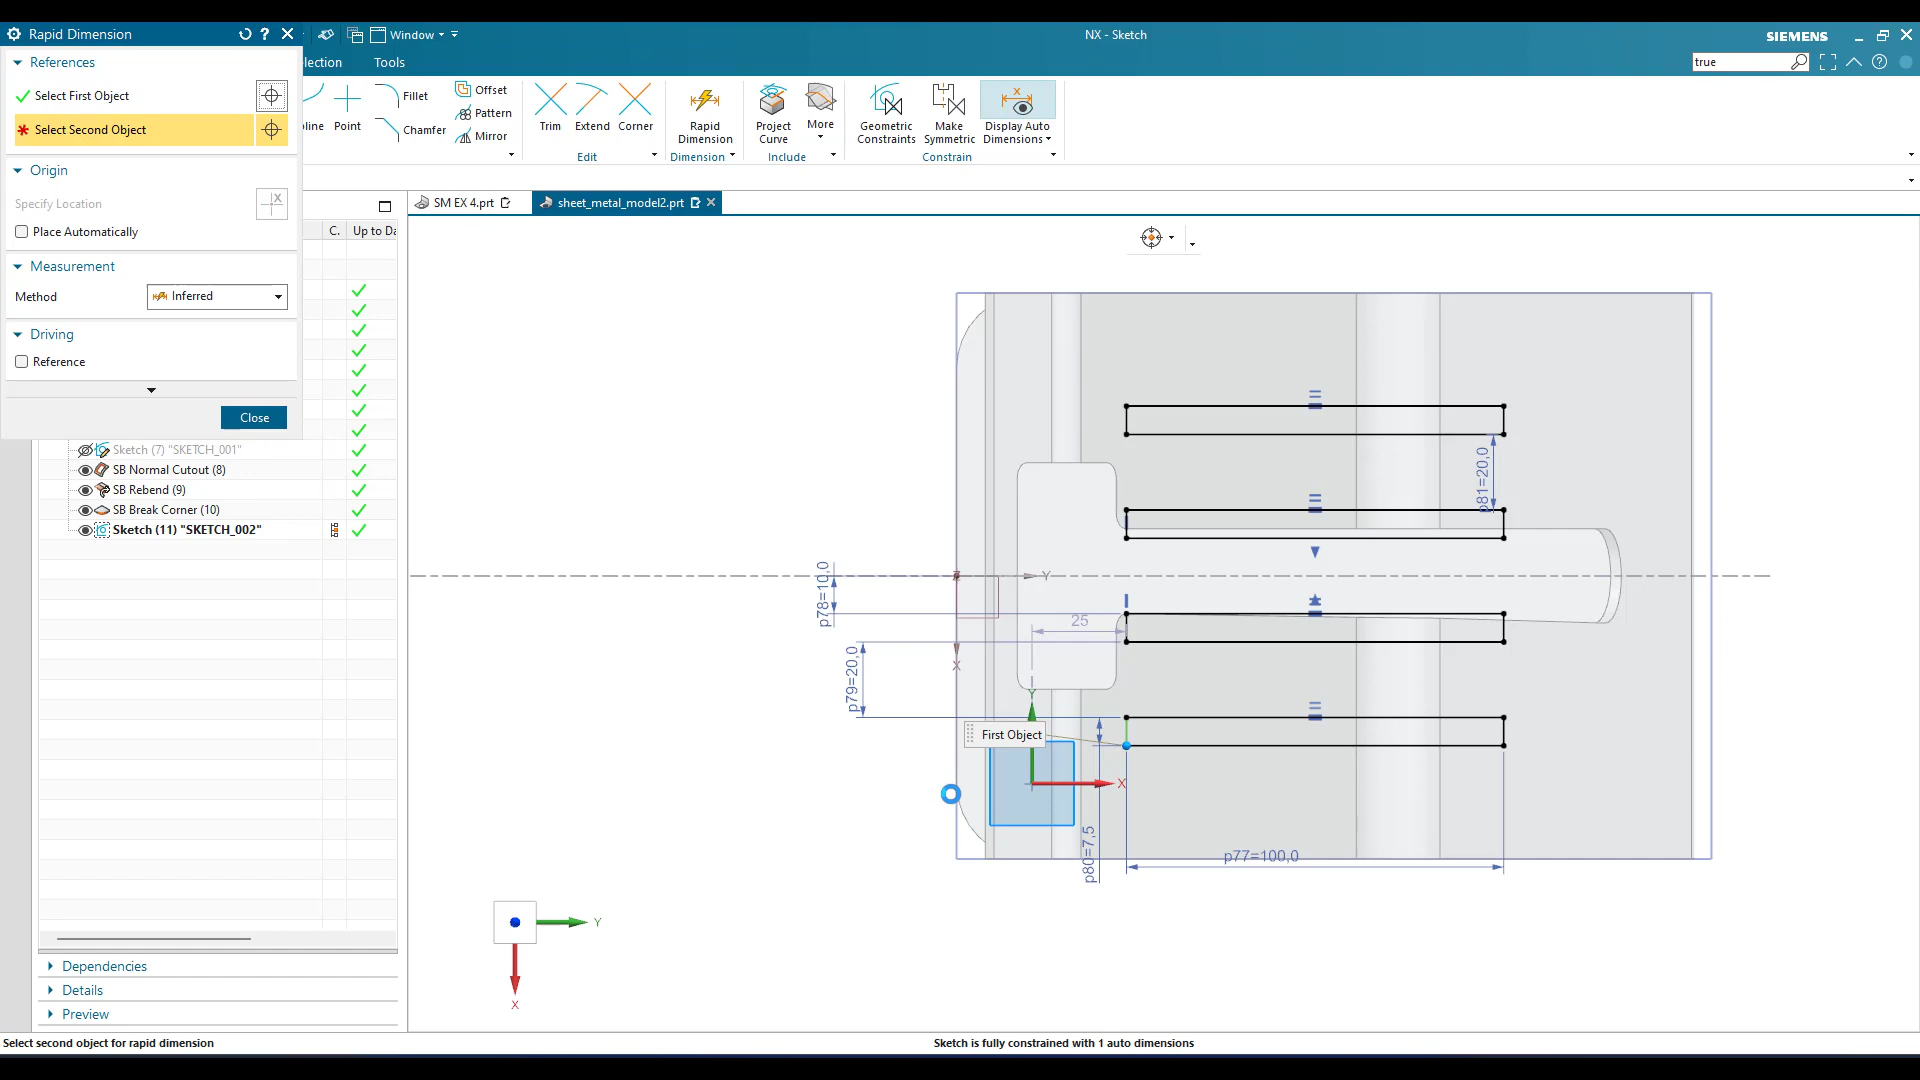 Rapid Dimension
Window
NX - Sketch
SIEMENS
References
lection
Tools
true
Select First Object
Select Second Object
pline
Point
Fillet
Chamfer
Offset
Pattern
Mirror
Trim
Extend
Corner
Edit
Rapid Dimension
Dimension
Project Curve
More
Include
Geometric Constraints
Make Symmetric
Display Auto Dimensions
Constrain
Origin
Specify Location
Place Automatically
SM EX 4.prt
sheet_metal_model2.prt
C.
Up to Da
Measurement
Method
Inferred
Driving
Reference
Close
Sketch (7) "SKETCH_001"
SB Normal Cutout (8)
SB Rebend (9)
SB Break Corner (10)
Sketch (11) "SKETCH_002"
p81=20,0
p78=10,0
Y
25
X
p79=20,0
Y
First Object
X
p80=7,5
p77=100,0
Y
X
Dependencies
Details
Preview
Select second object for rapid dimension
Sketch is fully constrained with 1 auto dimensions